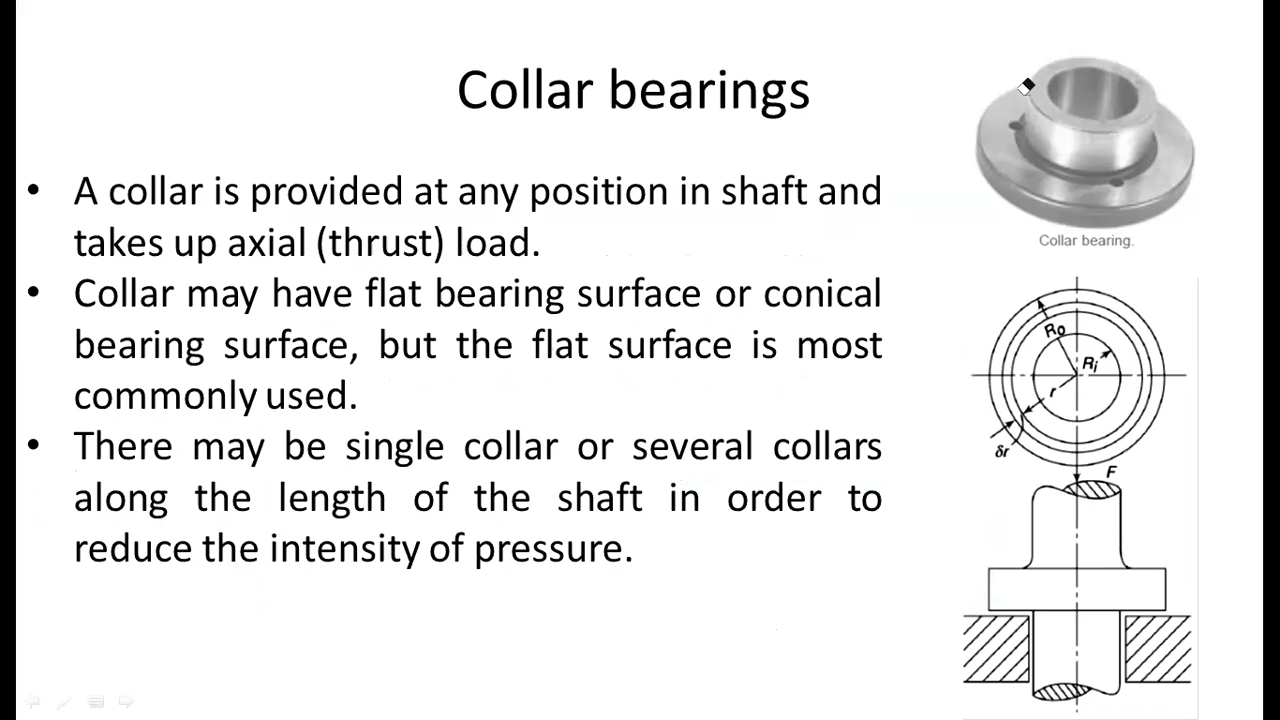 Collar bearings
• A collar is provided at any position in shaft and
takes up axial (thrust) load.
• Collar may have flat bearing surface or conical
bearing surface, but the flat surface is most
commonly used.
• There may be single collar or several collars
along the length of the shaft in order to
reduce the intensity of pressure.
Collar bearing.
Ro
Ri
r
δr
F